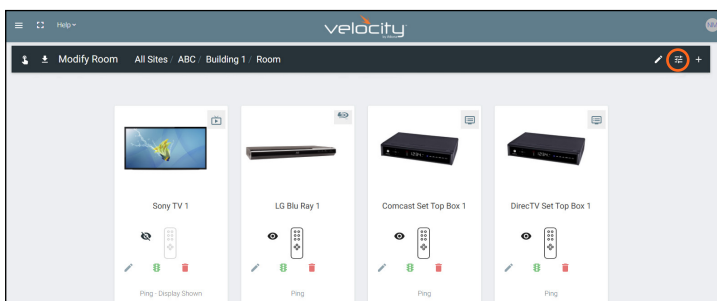 Help
velocity
NM
Modify Room All Sites / ABC / Building 1 / Room
Sony TV 1
LG Blu Ray 1
Comcast Set Top Box 1
DirecTV Set Top Box 1
Ping - Display Shown
Ping
Ping
Ping